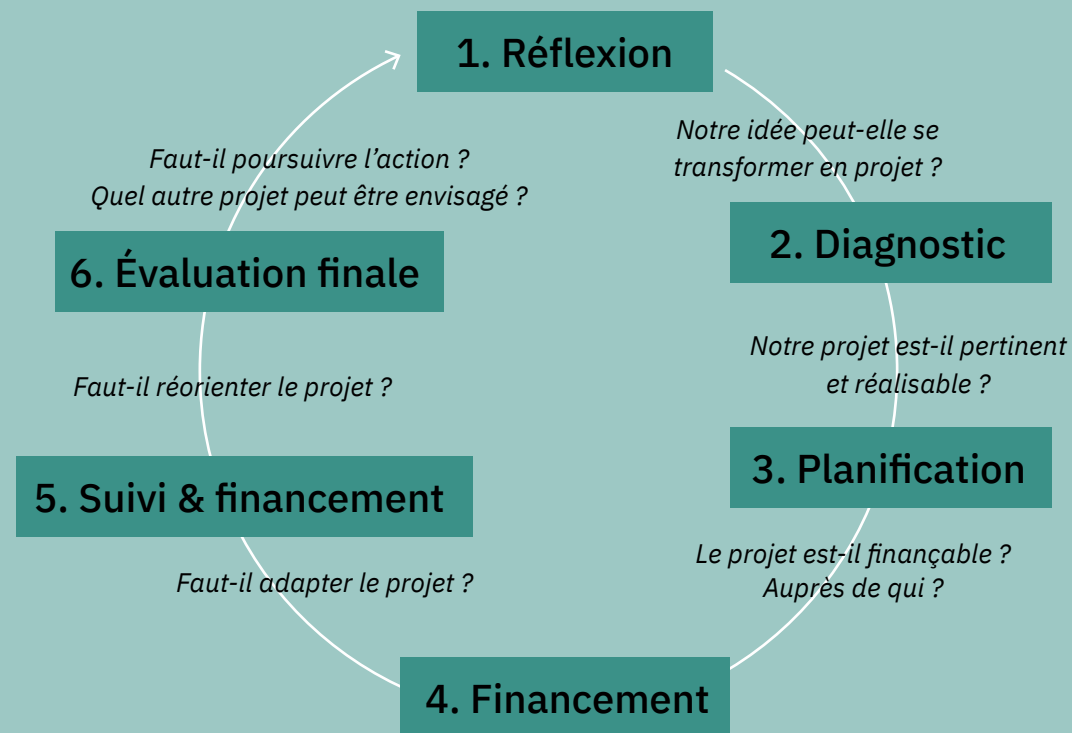 1. Réflexion
Notre idée peut-elle se
transformer en projet ?
2. Diagnostic
Notre projet est-il pertinent
et réalisable ?
3. Planification
Le projet est-il finançable ?
Auprès de qui ?
4. Financement
Faut-il adapter le projet ?
5. Suivi & financement
Faut-il réorienter le projet ?
6. Évaluation finale
Faut-il poursuivre l’action ?
Quel autre projet peut être envisagé ?